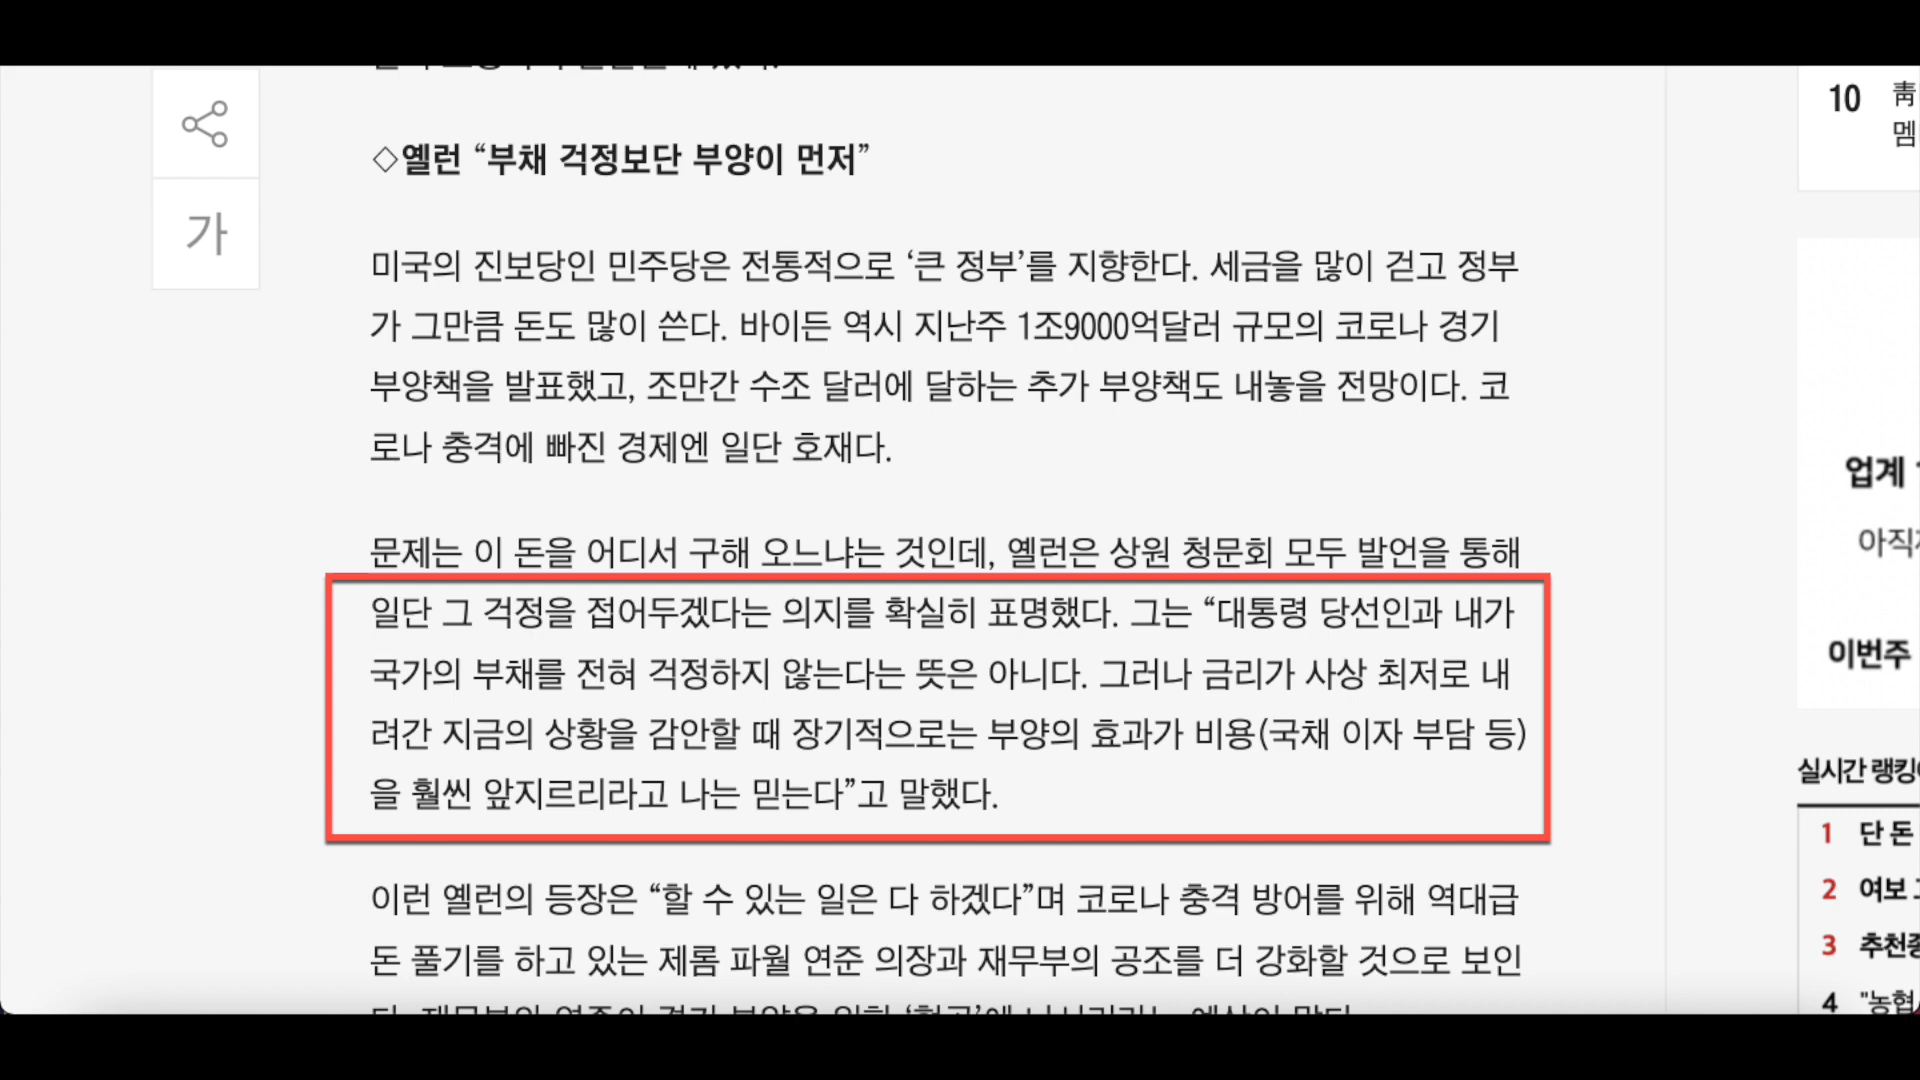 ◇옐런 “부채 걱정보단 부양이 먼저”
미국의 진보당인 민주당은 전통적으로 ‘큰 정부’를 지향한다. 세금을 많이 걷고 정부
가 그만큼 돈도 많이 쓴다. 바이든 역시 지난주 1조9000억달러 규모의 코로나 경기
부양책을 발표했고, 조만간 수조 달러에 달하는 추가 부양책도 내놓을 전망이다. 코
로나 충격에 빠진 경제엔 일단 호재다.
문제는 이 돈을 어디서 구해 오느냐는 것인데, 옐런은 상원 청문회 모두 발언을 통해
일단 그 걱정을 접어두겠다는 의지를 확실히 표명했다. 그는 “대통령 당선인과 내가
국가의 부채를 전혀 걱정하지 않는다는 뜻은 아니다. 그러나 금리가 사상 최저로 내
려간 지금의 상황을 감안할 때 장기적으로는 부양의 효과가 비용(국채 이자 부담 등)
을 훨씬 앞지르리라고 나는 믿는다”고 말했다.
이런 옐런의 등장은 “할 수 있는 일은 다 하겠다”며 코로나 충격 방어를 위해 역대급
돈 풀기를 하고 있는 제롬 파월 연준 의장과 재무부의 공조를 더 강화할 것으로 보인
가
10 靑
멤
업계
아직
이번주
실시간 랭킹
1 단 돈
2 여보
3 추천
4 "농협